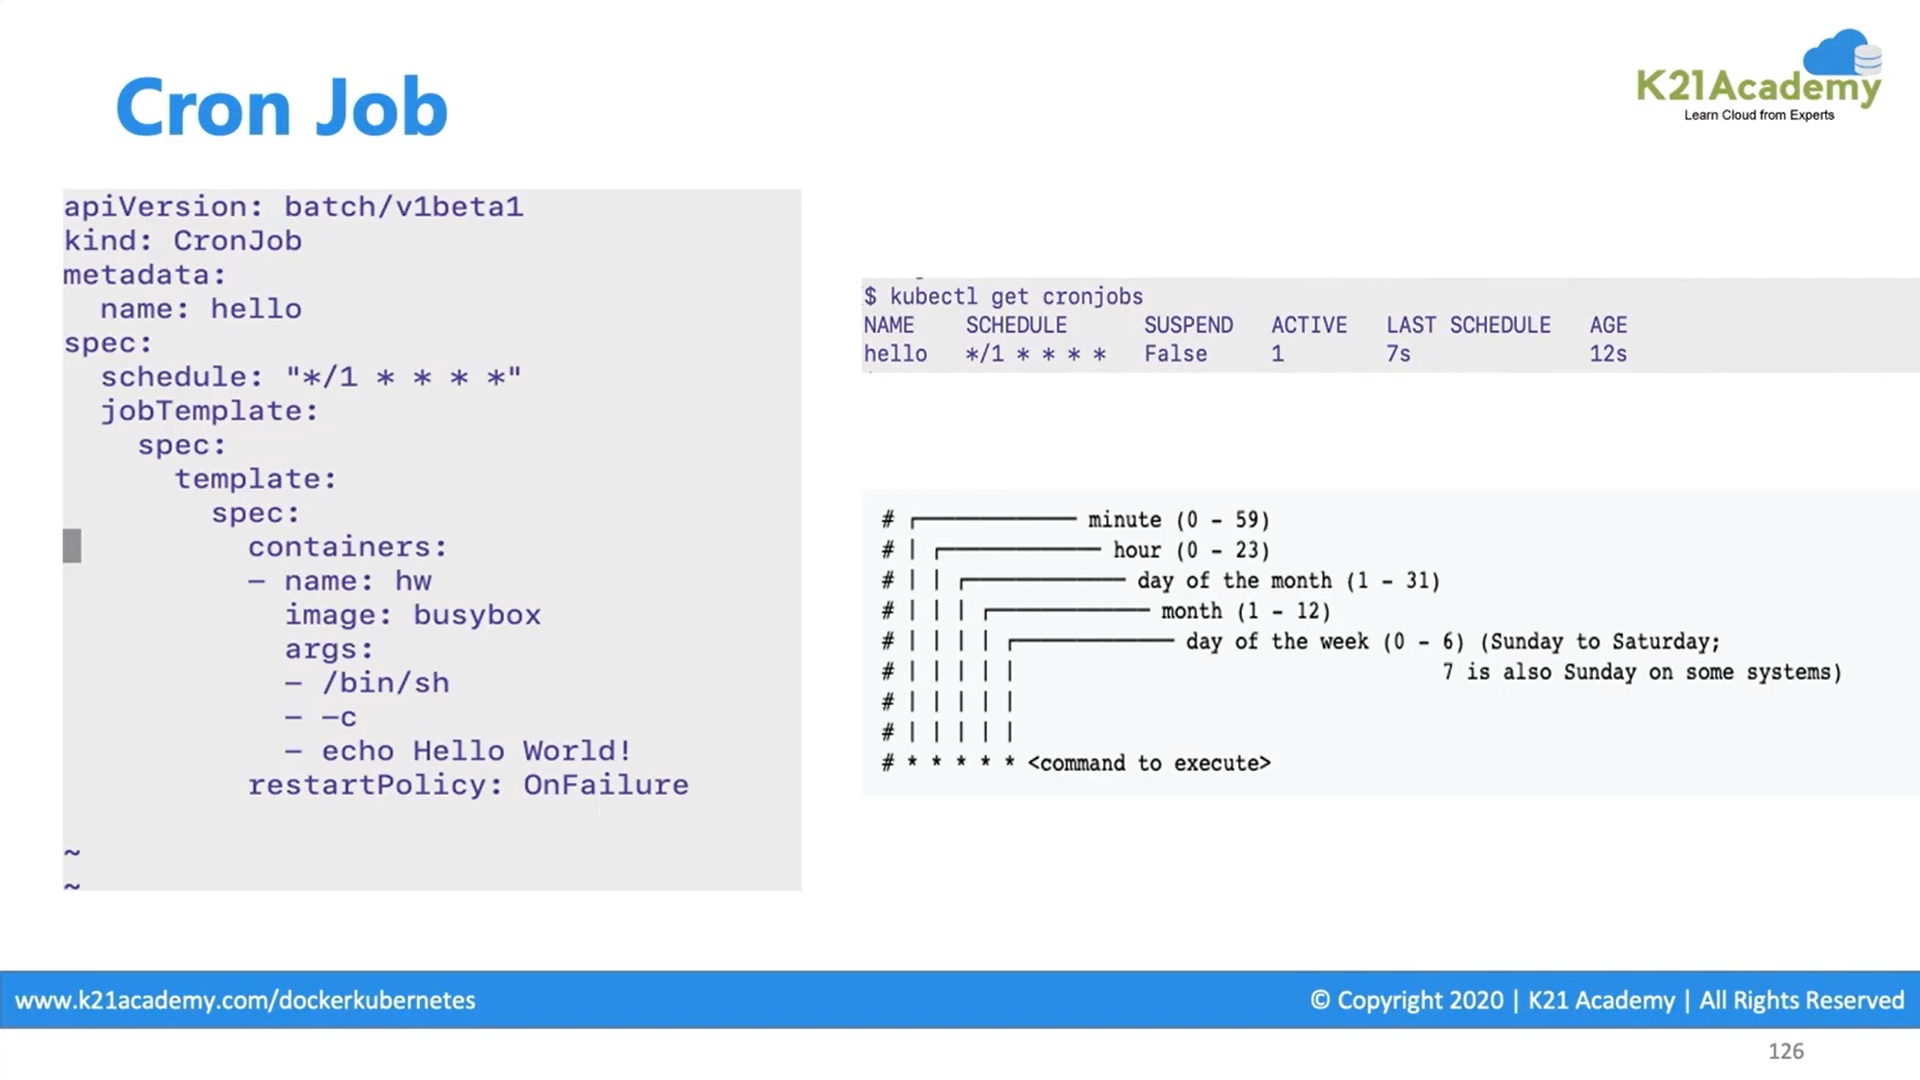 Cron Job
K21Academy
Learn Cloud from Experts
apiVersion: batch/v1beta1
kind: CronJob
metadata:
  name: hello
spec:
  schedule: "*/1 * * * *"
  jobTemplate:
    spec:
      template:
        spec:
          containers:
          - name: hw
            image: busybox
            args:
            - /bin/sh
            - -c
            - echo Hello World!
          restartPolicy: OnFailure
~
~
$ kubectl get cronjobs
NAME    SCHEDULE      SUSPEND   ACTIVE   LAST SCHEDULE   AGE
hello   */1 * * * *   False     1        7s              12s
# ┌───────────── minute (0 - 59)
# │ ┌───────────── hour (0 - 23)
# │ │ ┌───────────── day of the month (1 - 31)
# │ │ │ ┌───────────── month (1 - 12)
# │ │ │ │ ┌───────────── day of the week (0 - 6) (Sunday to Saturday;
# │ │ │ │ │                                   7 is also Sunday on some systems)
# │ │ │ │ │
# │ │ │ │ │
# * * * * * <command to execute>
www.k21academy.com/dockerkubernetes
© Copyright 2020 | K21 Academy | All Rights Reserved
126